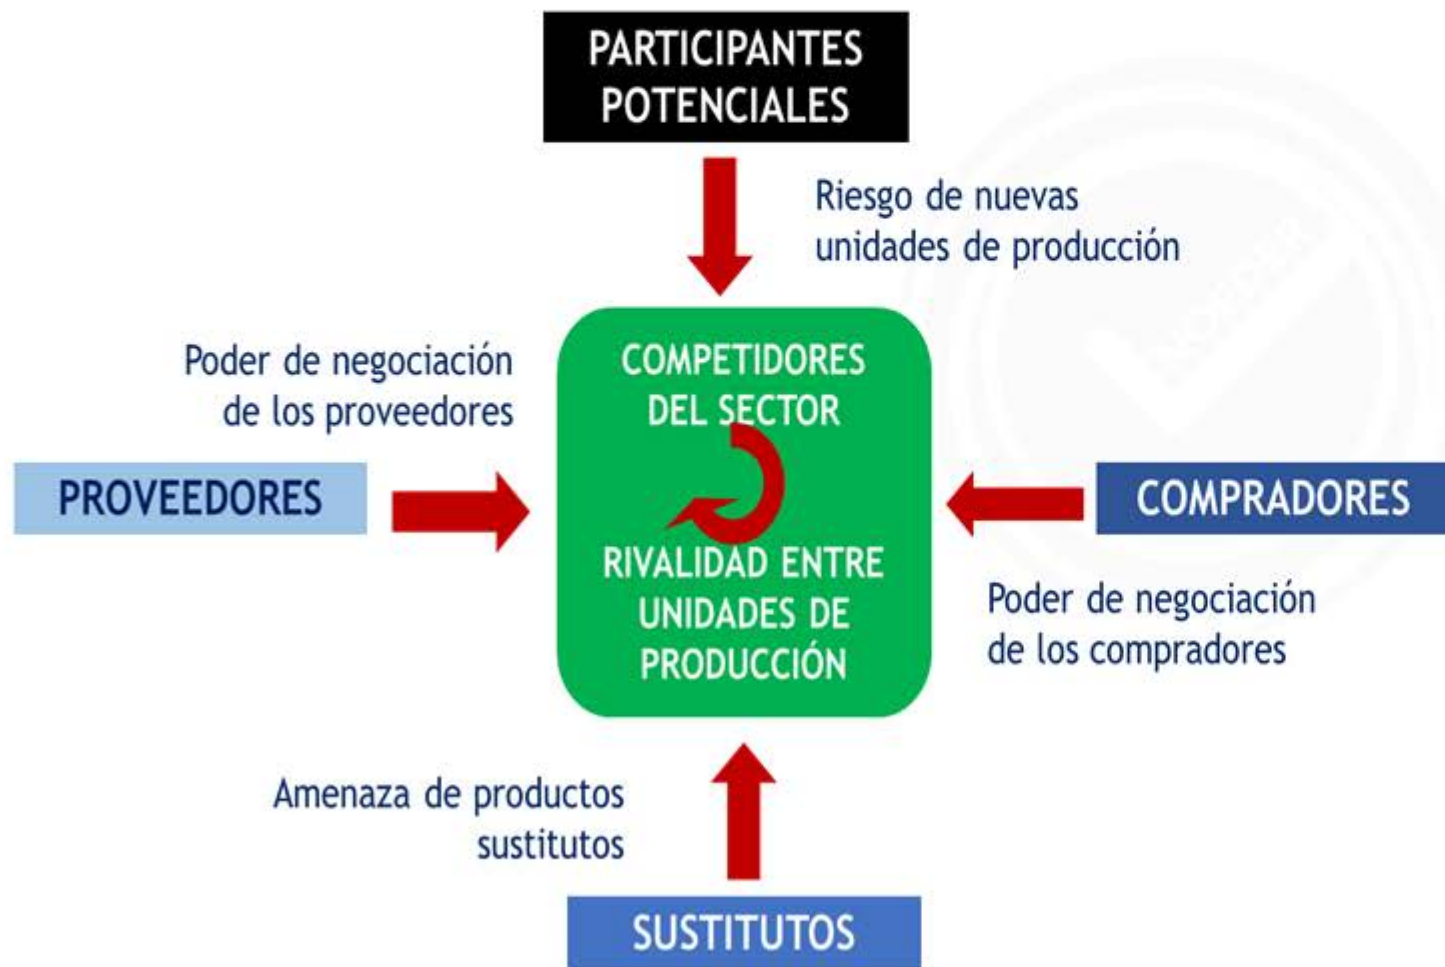 PARTICIPANTES
POTENCIALES
Riesgo de nuevas
unidades de producción
Poder de negociación
de los proveedores
COMPETIDORES
DEL SECTOR
PROVEEDORES
COMPRADORES
RIVALIDAD ENTRE
UNIDADES DE
PRODUCCIÓN
Poder de negociación
de los compradores
Amenaza de productos
sustitutos
SUSTITUTOS